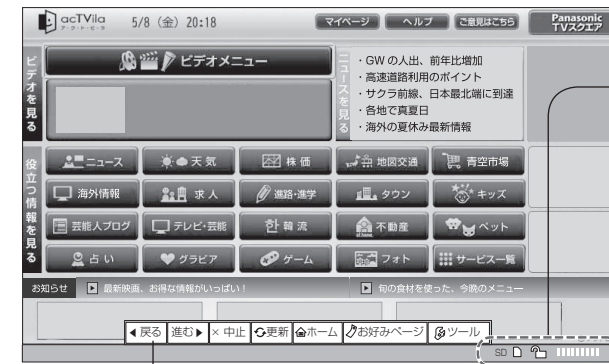 acTVila
ア・ク・ト・ビ・ラ
5/8（金）20:18
マイページ
ヘルプ
ご意見はこちら
Panasonic
TVスクエア
ビデオを見る
ビデオメニュー
ニュースを見る
・GW の人出、前年比増加
・高速道路利用のポイント
・サクラ前線、日本最北端に到達
・各地で真夏日
・海外の夏休み最新情報
役立つ情報を見る
ニュース
天気
株価
地図交通
青空市場
海外情報
求人
進路・進学
タウン
キッズ
芸能人ブログ
テレビ・芸能
한 韓流
不動産
ペット
占い
グラビア
ゲーム
フォト
サービス一覧
お知らせ
最新映画、お得な情報がいっぱい！
旬の食材を使った、今晩のメニュー
戻る
進む
×中止
更新
ホーム
お好みページ
ツール
SD